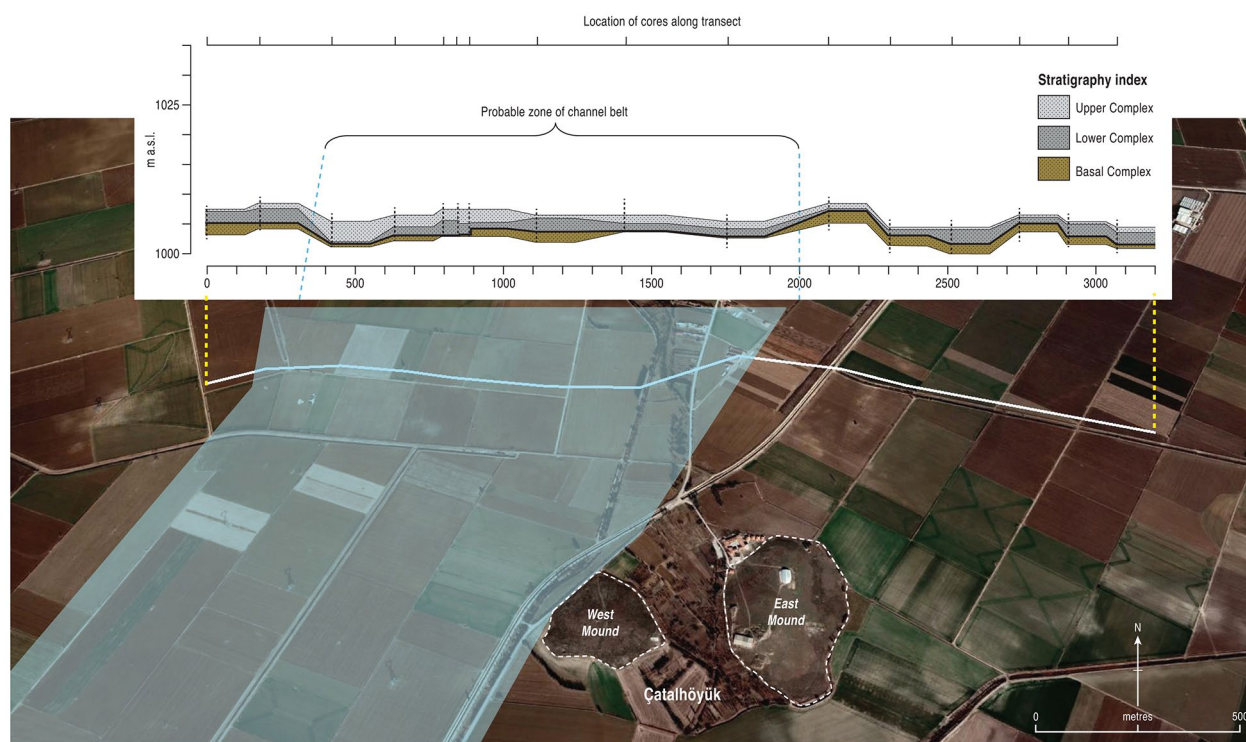 Location of cores along transect
Stratigraphy index
Upper Complex
Lower Complex
Basal Complex
Probable zone of channel belt
m a.s.l.
1025
1000
0 500 1000 1500 2000 2500 3000
West
Mound
East
Mound
Çatalhöyük
N
0 metres 500